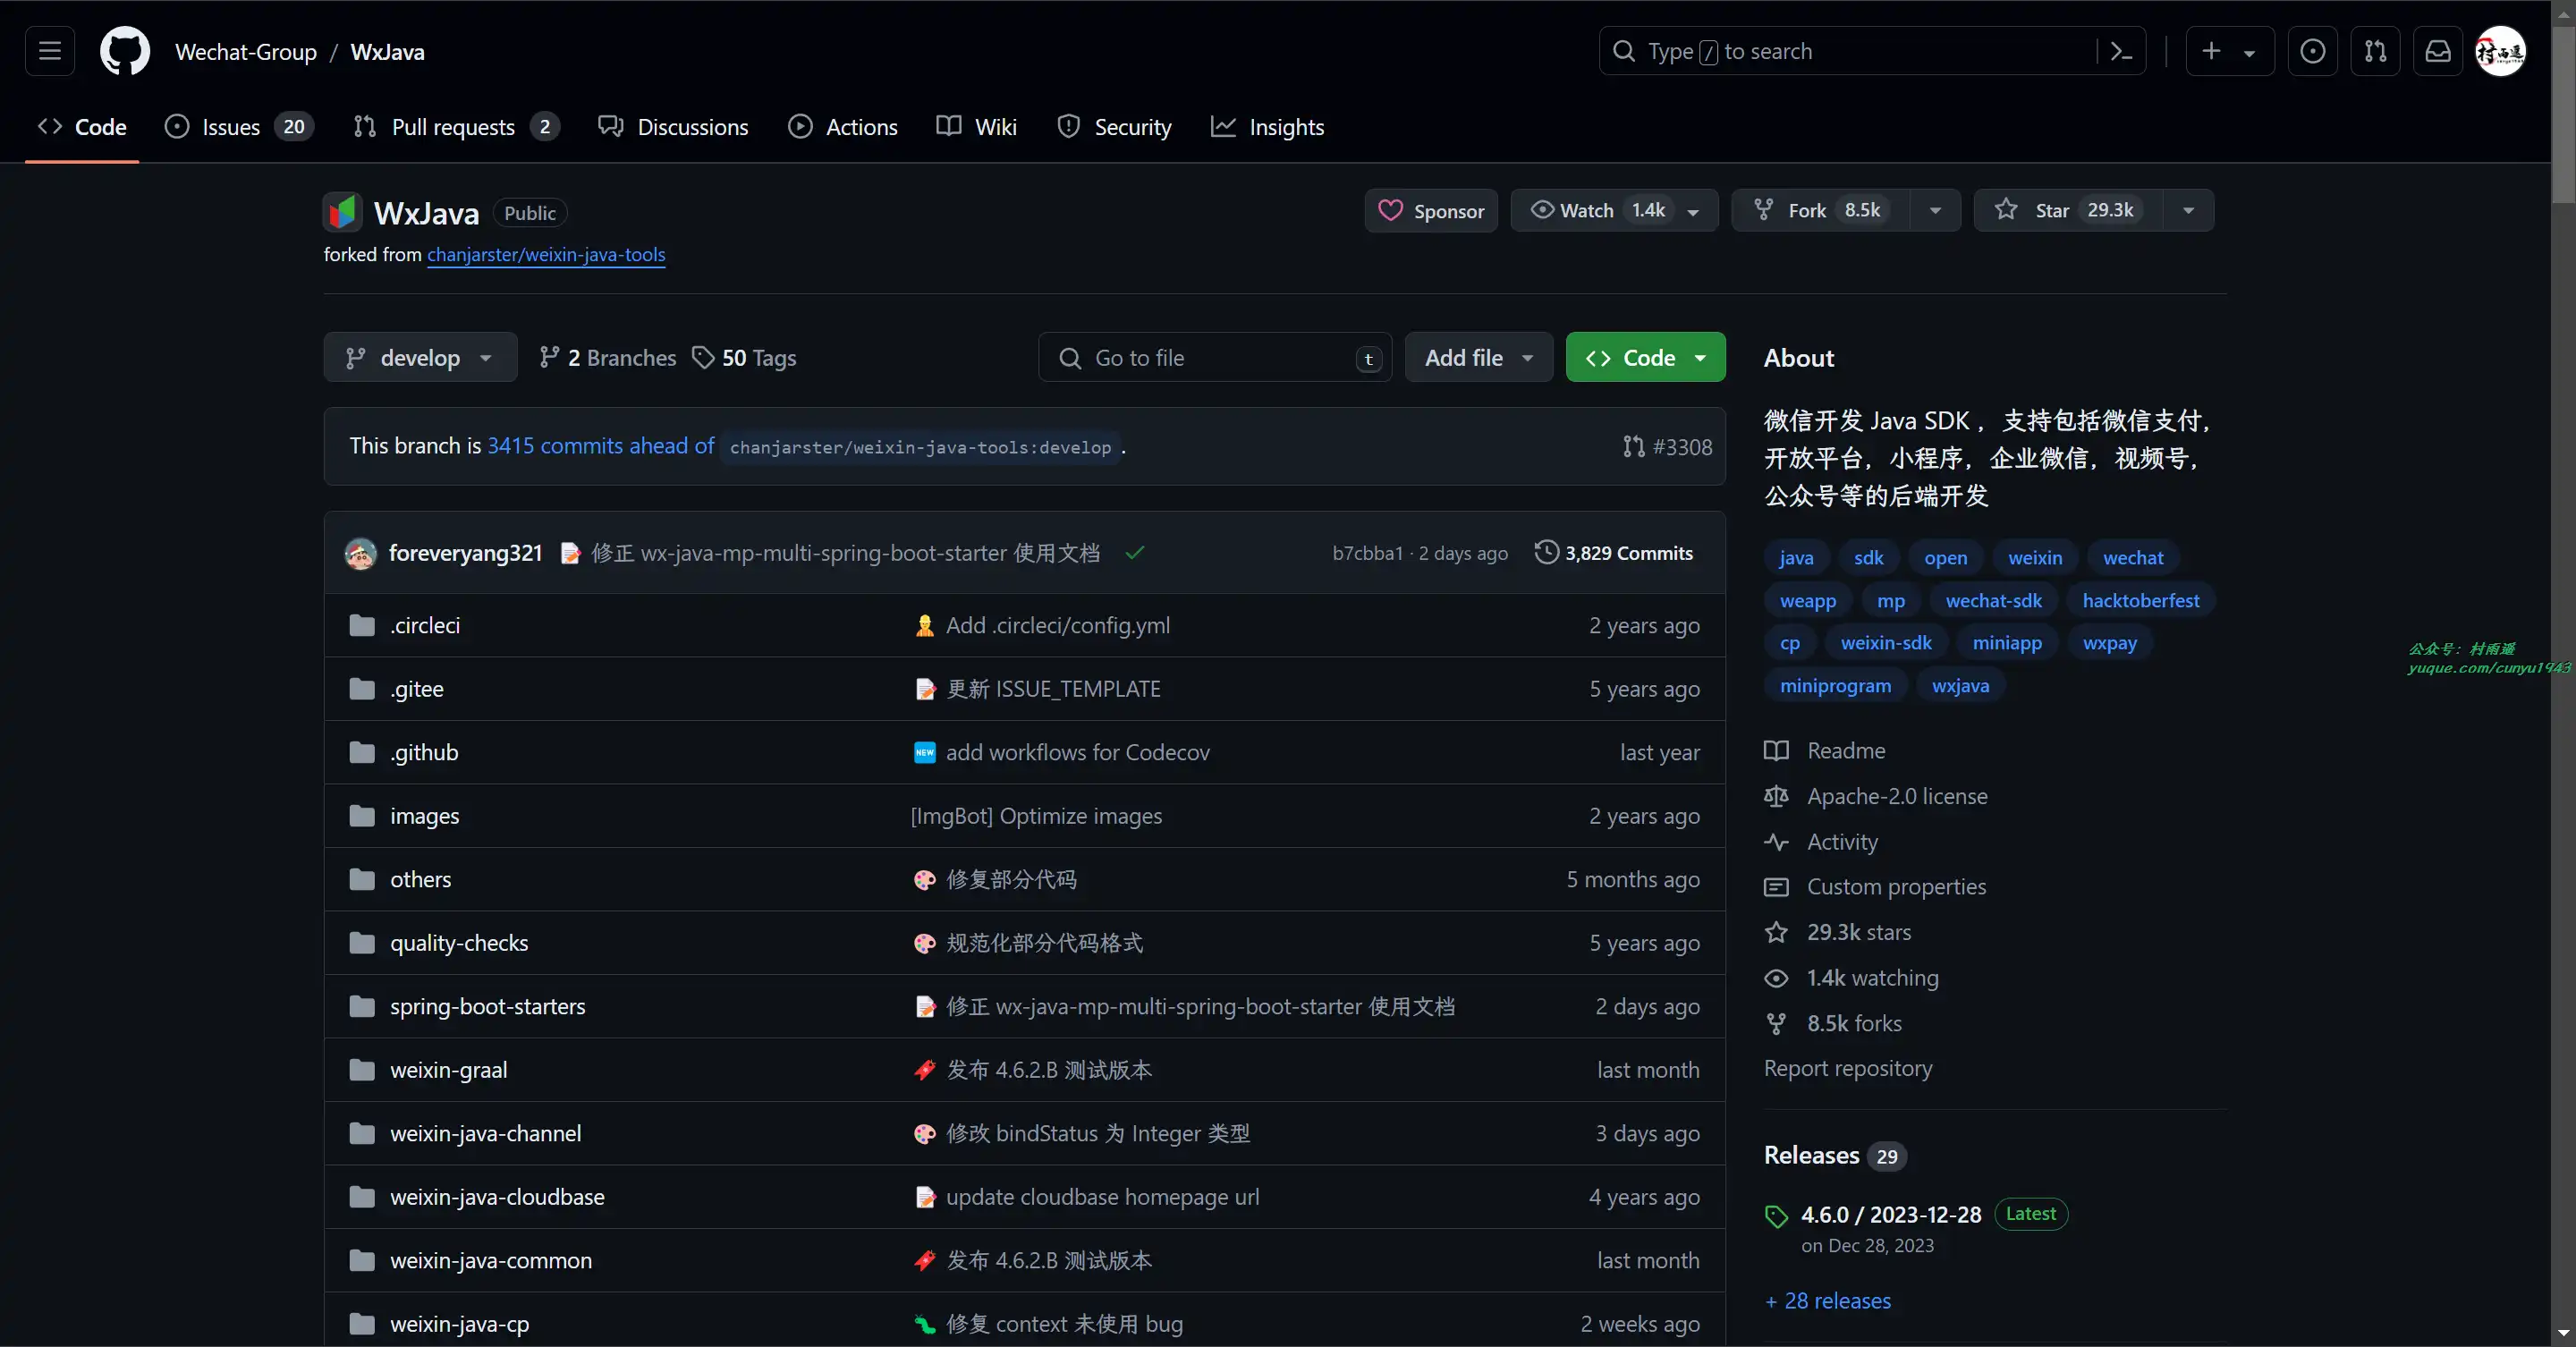 Wechat-Group / WxJava
Type / to search
Code
Issues 20
Pull requests 2
Discussions
Actions
Wiki
Security
Insights
WxJava Public
Sponsor
Watch 1.4k
Fork 8.5k
Star 29.3k
forked from chanjarster/weixin-java-tools
develop
2 Branches
50 Tags
Go to file t
Add file
Code
This branch is 3415 commits ahead of chanjarster/weixin-java-tools:develop .
#3308
foreveryang321 修正 wx-java-mp-multi-spring-boot-starter 使用文档
b7cbba1 · 2 days ago
3,829 Commits
.circleci Add .circleci/config.yml 2 years ago
.gitee 更新 ISSUE_TEMPLATE 5 years ago
.github NEW add workflows for Codecov last year
images [ImgBot] Optimize images 2 years ago
others 修复部分代码 5 months ago
quality-checks 规范化部分代码格式 5 years ago
spring-boot-starters 修正 wx-java-mp-multi-spring-boot-starter 使用文档 2 days ago
weixin-graal 发布 4.6.2.B 测试版本 last month
weixin-java-channel 修改 bindStatus 为 Integer 类型 3 days ago
weixin-java-cloudbase update cloudbase homepage url 4 years ago
weixin-java-common 发布 4.6.2.B 测试版本 last month
weixin-java-cp 修复 context 未使用 bug 2 weeks ago
About
微信开发 Java SDK ，支持包括微信支付，
开放平台，小程序，企业微信，视频号，
公众号等的后端开发
java sdk open weixin wechat
weapp mp wechat-sdk hacktoberfest
cp weixin-sdk miniapp wxpay
miniprogram wxjava
Readme
Apache-2.0 license
Activity
Custom properties
29.3k stars
1.4k watching
8.5k forks
Report repository
Releases 29
4.6.0 / 2023-12-28 Latest
on Dec 28, 2023
+ 28 releases
公众号：村雨遥
yuque.com/cunyu1943